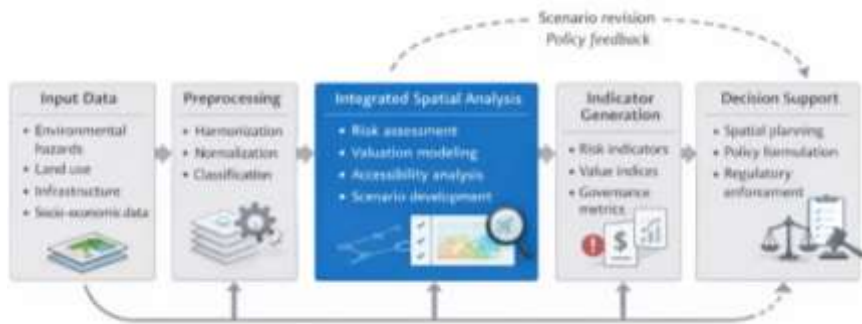 Scenario revision
Policy feedback
Input Data
• Environmental
hazards
• Land use
• Infrastructure
• Socio-economic data
Preprocessing
• Harmonization
• Normalization
• Classification
Integrated Spatial Analysis
• Risk assessment
• Valuation modeling
• Accessibility analysis
• Scenario development
Indicator
Generation
• Risk indicators
• Value indices
• Governance
metrics
$
Decision Support
• Spatial planning
• Policy formulation
• Regulatory
enforcement